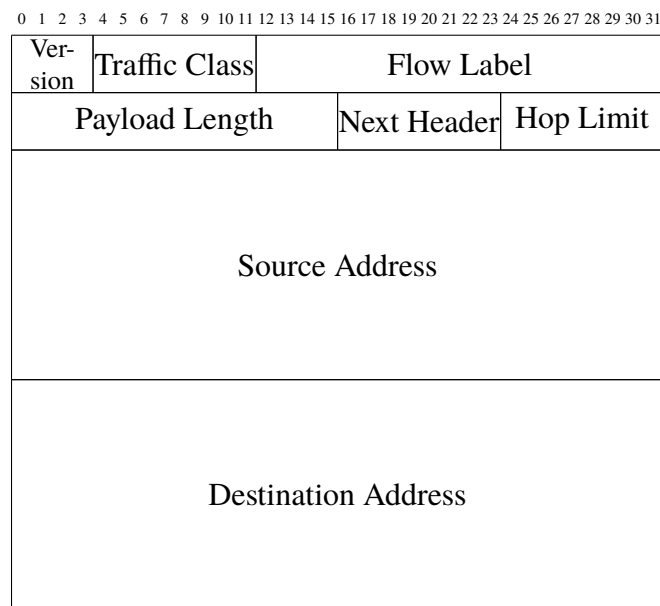 0 1 2 3 4 5 6 7 8 9 10 11 12 13 14 15 16 17 18 19 20 21 22 23 24 25 26 27 28 29 30 31
Ver-
sion
Traffic Class
Flow Label
Payload Length
Next Header
Hop Limit
Source Address
Destination Address